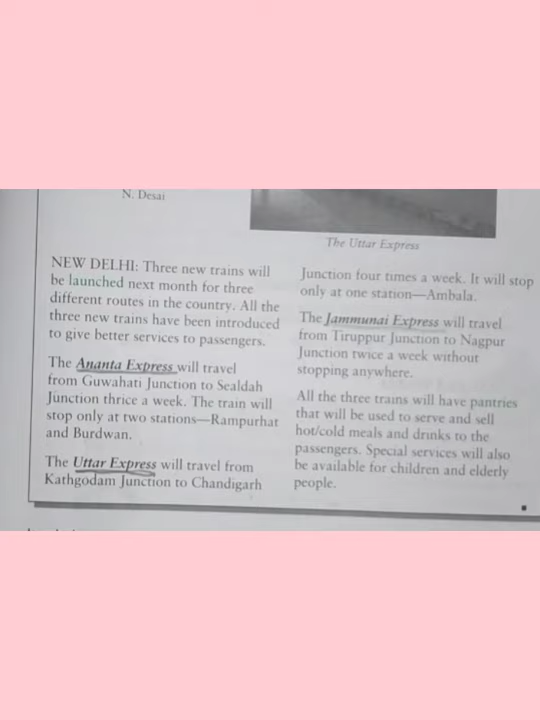 N. Desai
The Uttar Express
NEW DELHI: Three new trains will
be launched next month for three
different routes in the country. All the
three new trains have been introduced
to give better services to passengers.
The Ananta Express will travel
from Guwahati Junction to Sealdah
Junction thrice a week. The train will
stop only at two stations—Rampurhat
and Burdwan.
The Uttar Express will travel from
Kathgodam Junction to Chandigarh
Junction four times a week. It will stop
only at one station—Ambala.
The Jammunai Express will travel
from Tiruppur Junction to Nagpur
Junction twice a week without
stopping anywhere.
All the three trains will have pantries
that will be used to serve and sell
hot/cold meals and drinks to the
passengers. Special services will also
be available for children and elderly
people.